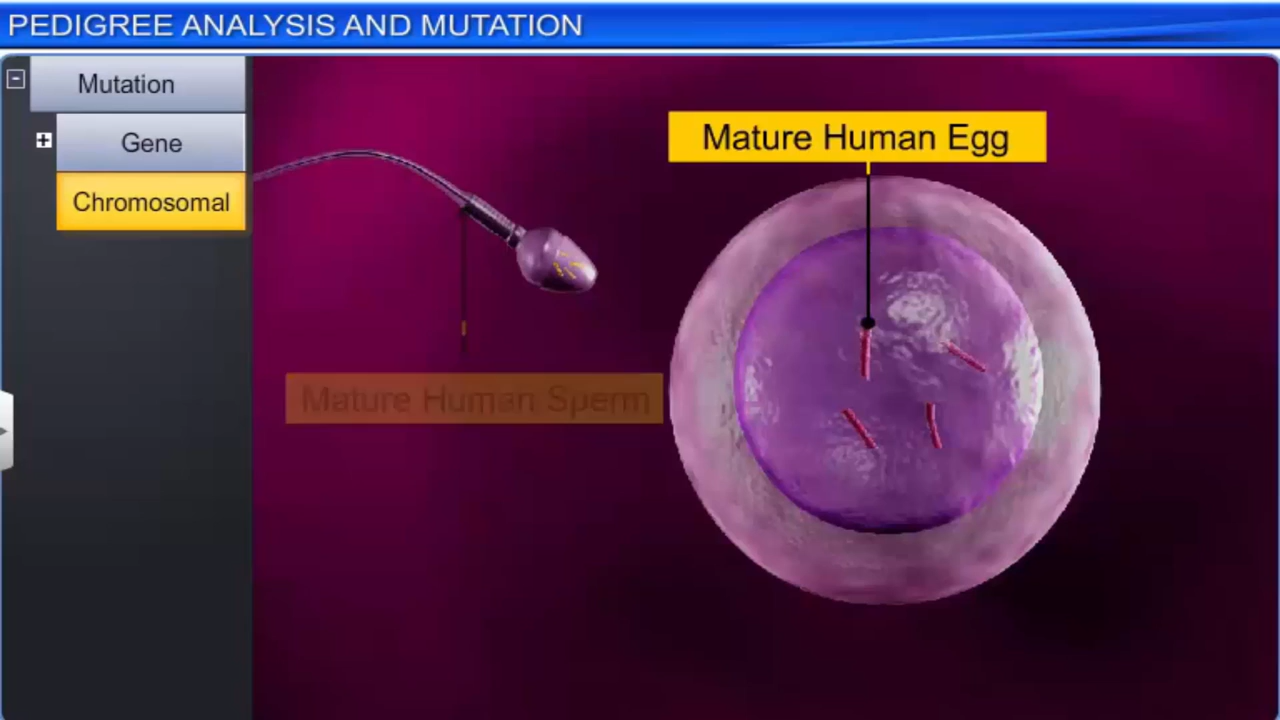 PEDIGREE ANALYSIS AND MUTATION
Mutation
Gene
Chromosomal
Mature Human Egg
Mature Human Sperm